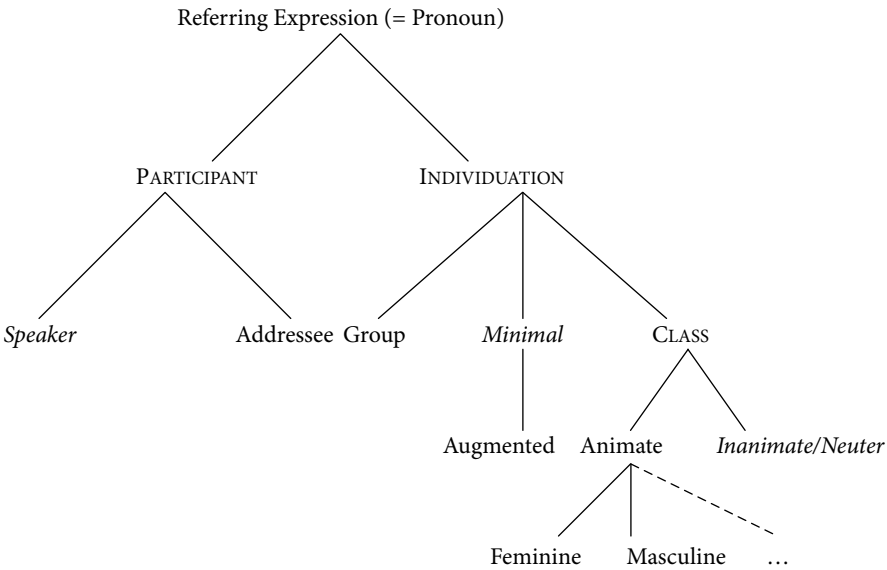 Referring Expression (= Pronoun)
PARTICIPANT INDIVIDUATION
Speaker Addressee Group Minimal CLASS
Augmented Animate Inanimate/Neuter
Feminine Masculine …